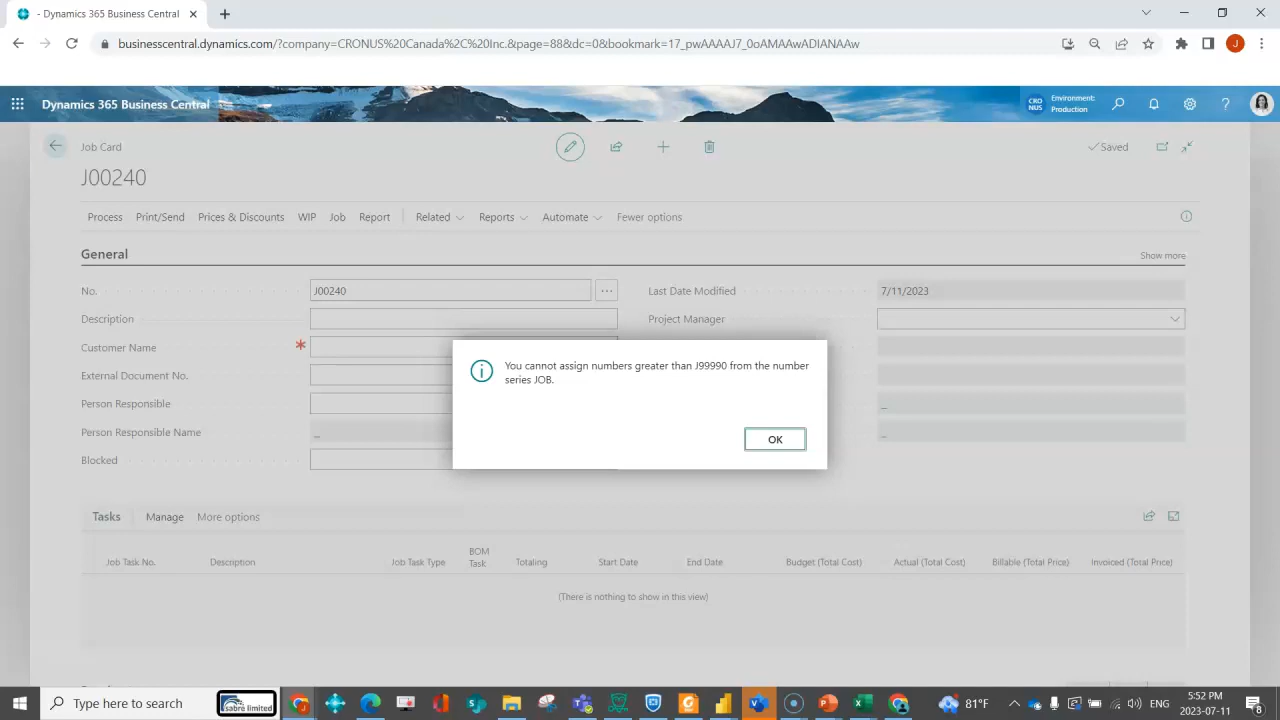 - Dynamics 365 Business Central
businesscentral.dynamics.com/?company=CRONUS%20Canada%2C%20Inc.&page=88&dc=0&bookmark=17_pwAAAAJ7_0oAMAAwADIANAAw
J
Dynamics 365 Business Central
CRO
NUS
Environment:
Production
?
Job Card
Saved
J00240
Process
Print/Send
Prices & Discounts
WIP
Job
Report
Related
Reports
Automate
Fewer options
General
Show more
No.
J00240
Last Date Modified
7/11/2023
Description
Project Manager
Customer Name
External Document No.
Person Responsible
_
Person Responsible Name
_
_
Blocked
You cannot assign numbers greater than J99990 from the number
series JOB.
OK
Tasks
Manage
More options
Job Task No.
Description
Job Task Type
BOM
Task
Totaling
Start Date
End Date
Budget (Total Cost)
Actual (Total Cost)
Billable (Total Price)
Invoiced (Total Price)
(There is nothing to show in this view)
Type here to search
sabre limited
81°F
ENG
5:52 PM
2023-07-11
8